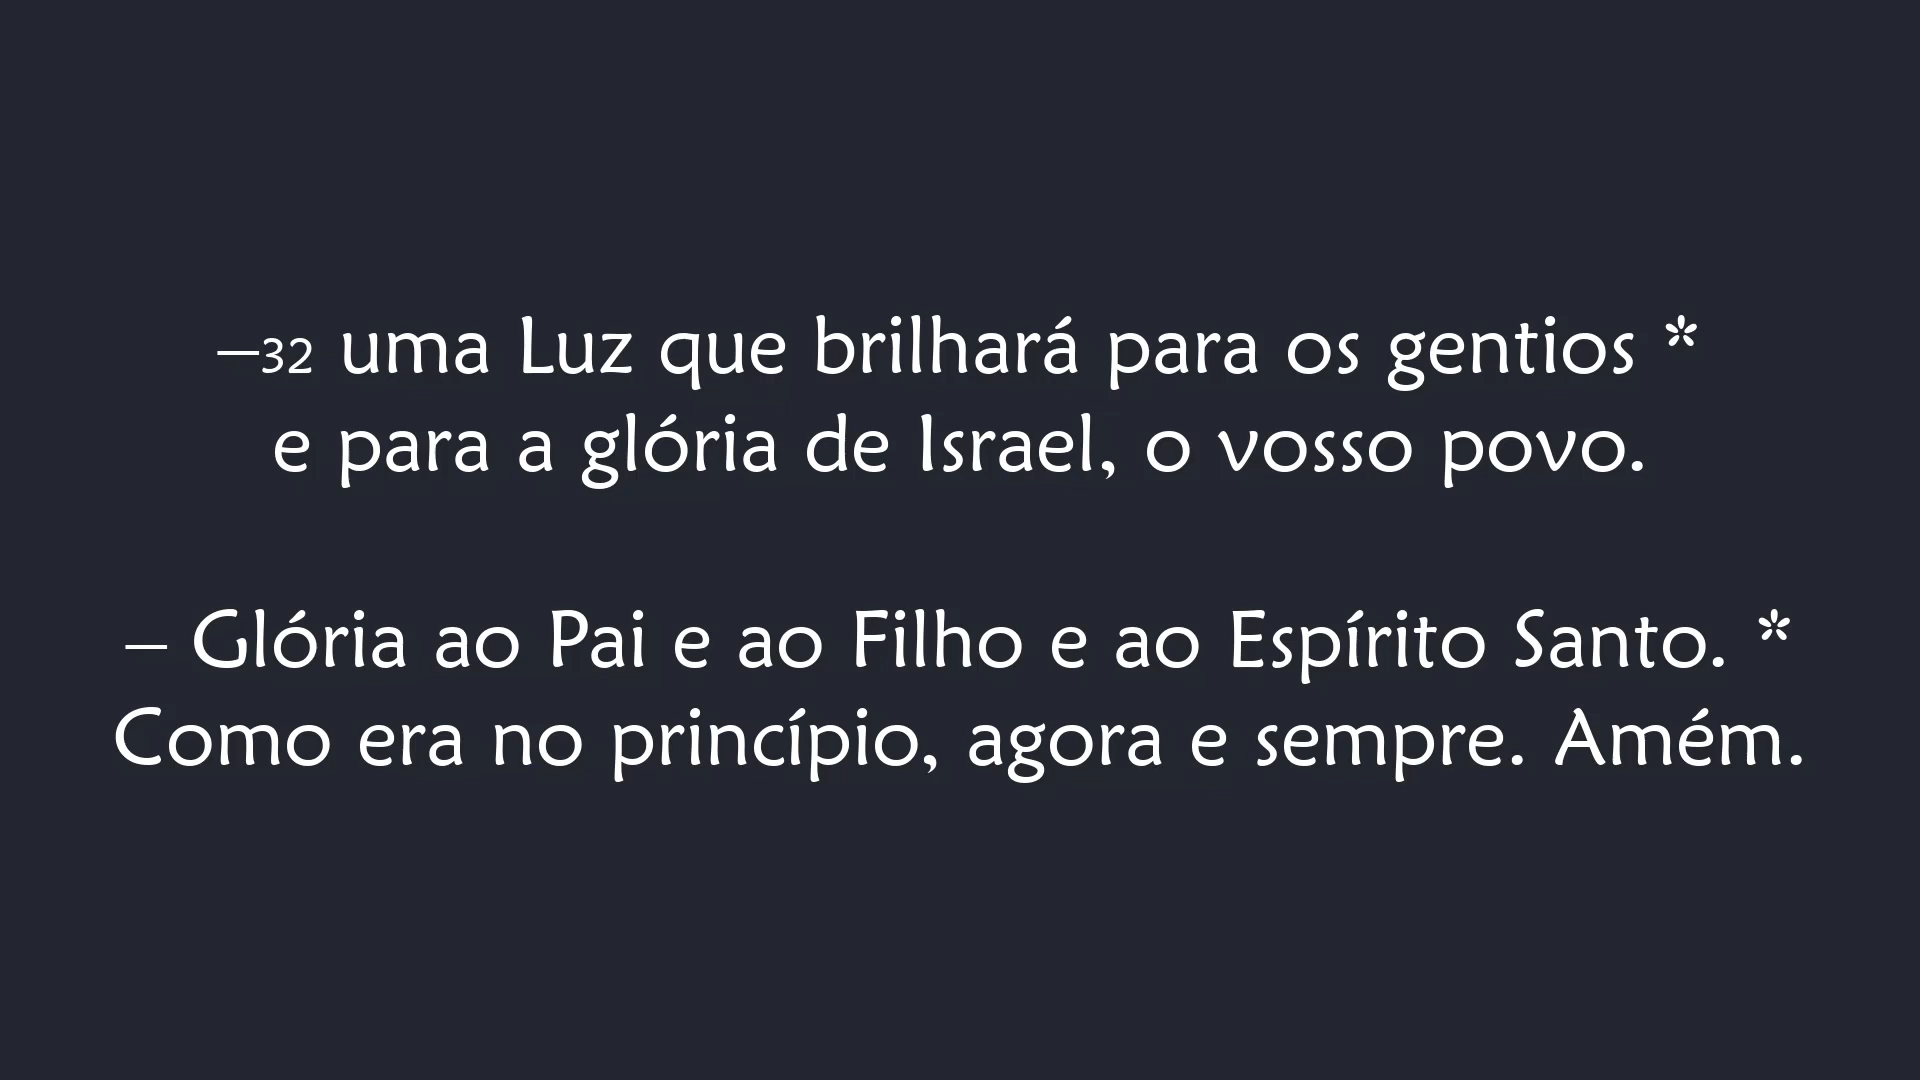 –32 uma Luz que brilhará para os gentios *
e para a glória de Israel, o vosso povo.
– Glória ao Pai e ao Filho e ao Espírito Santo. *
Como era no princípio, agora e sempre. Amém.